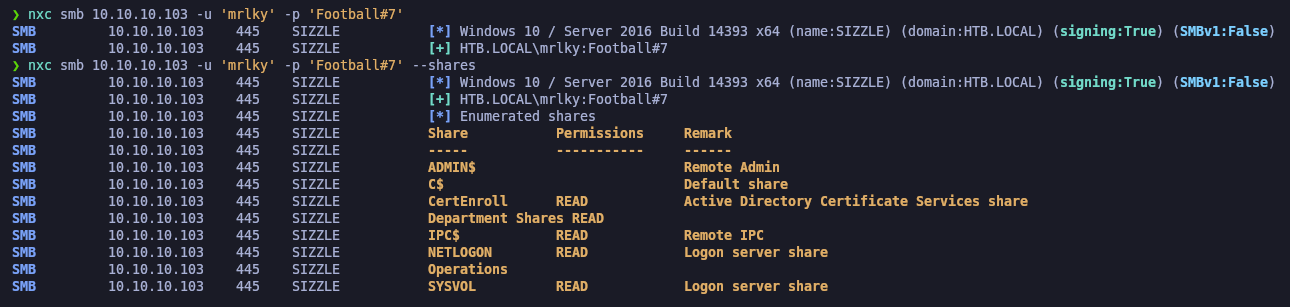 ❯ nxc smb 10.10.10.103 -u 'mrlky' -p 'Football#7'
SMB         10.10.10.103    445    SIZZLE           [*] Windows 10 / Server 2016 Build 14393 x64 (name:SIZZLE) (domain:HTB.LOCAL) (signing:True) (SMBv1:False)
SMB         10.10.10.103    445    SIZZLE           [+] HTB.LOCAL\mrlky:Football#7
❯ nxc smb 10.10.10.103 -u 'mrlky' -p 'Football#7' --shares
SMB         10.10.10.103    445    SIZZLE           [*] Windows 10 / Server 2016 Build 14393 x64 (name:SIZZLE) (domain:HTB.LOCAL) (signing:True) (SMBv1:False)
SMB         10.10.10.103    445    SIZZLE           [+] HTB.LOCAL\mrlky:Football#7
SMB         10.10.10.103    445    SIZZLE           [*] Enumerated shares
SMB         10.10.10.103    445    SIZZLE           Share           Permissions     Remark
SMB         10.10.10.103    445    SIZZLE           -----           -----------     ------
SMB         10.10.10.103    445    SIZZLE           ADMIN$                          Remote Admin
SMB         10.10.10.103    445    SIZZLE           C$                              Default share
SMB         10.10.10.103    445    SIZZLE           CertEnroll      READ            Active Directory Certificate Services share
SMB         10.10.10.103    445    SIZZLE           Department Shares READ
SMB         10.10.10.103    445    SIZZLE           IPC$            READ            Remote IPC
SMB         10.10.10.103    445    SIZZLE           NETLOGON        READ            Logon server share
SMB         10.10.10.103    445    SIZZLE           Operations
SMB         10.10.10.103    445    SIZZLE           SYSVOL          READ            Logon server share